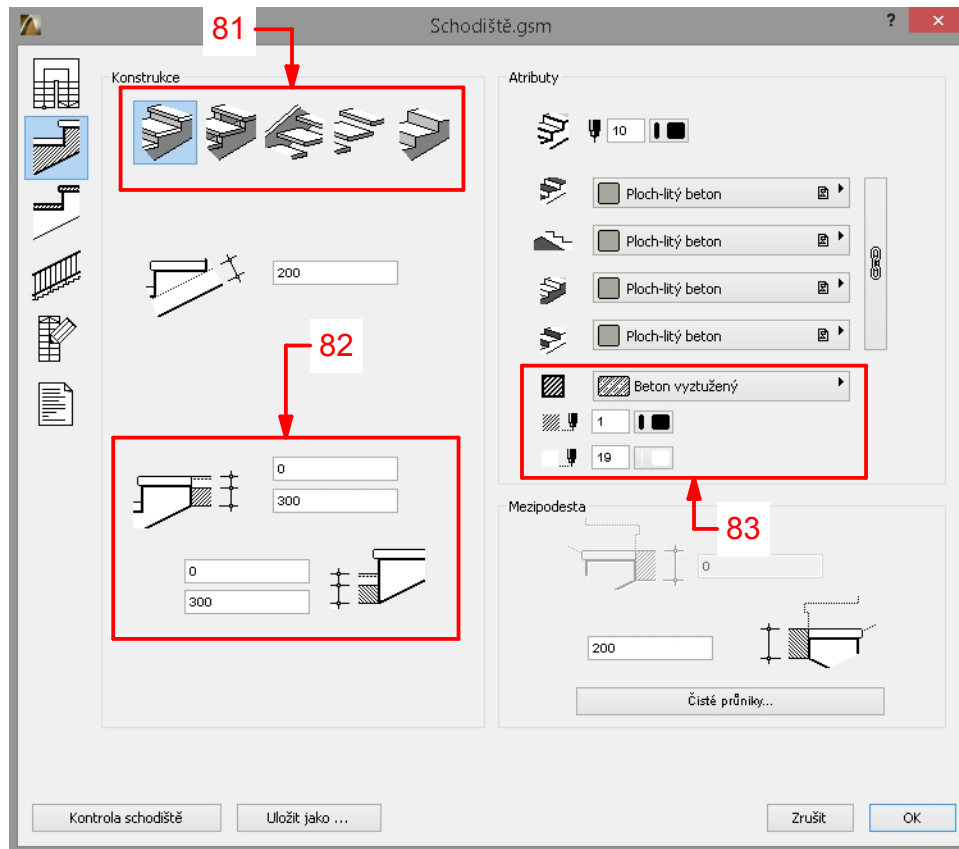 Schodiště.gsm
?
×
81
Konstrukce
200
82
0
300
0
300
Atributy
10
Ploch-litý beton
Ploch-litý beton
Ploch-litý beton
Ploch-litý beton
Beton vyztužený
1
19
83
Mezipodesta
0
200
Čisté průniky...
Kontrola schodiště
Uložit jako ...
Zrušit
OK